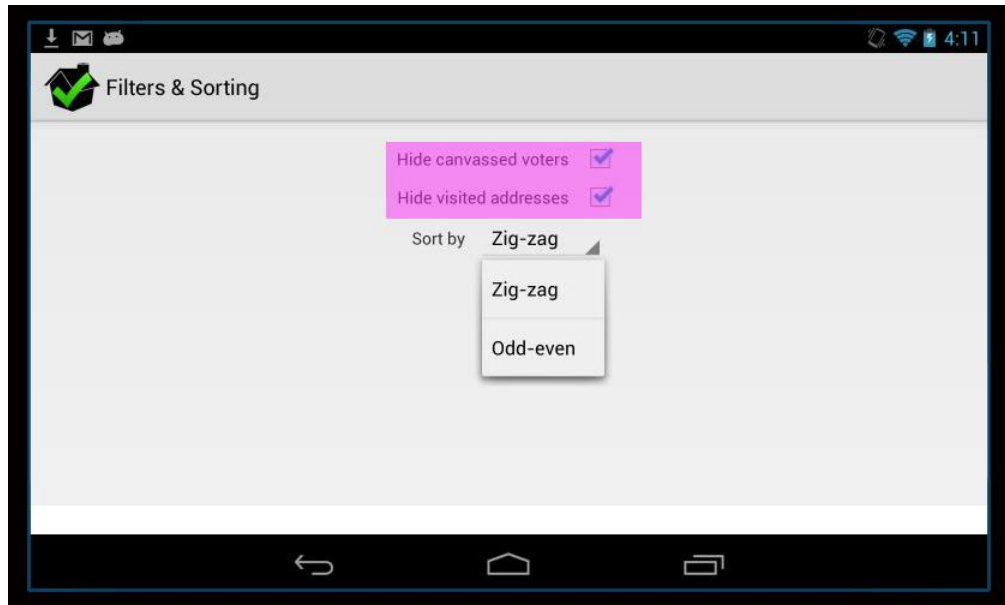 4:11
Filters & Sorting
Hide canvassed voters
Hide visited addresses
Sort by Zig-zag
Zig-zag
Odd-even